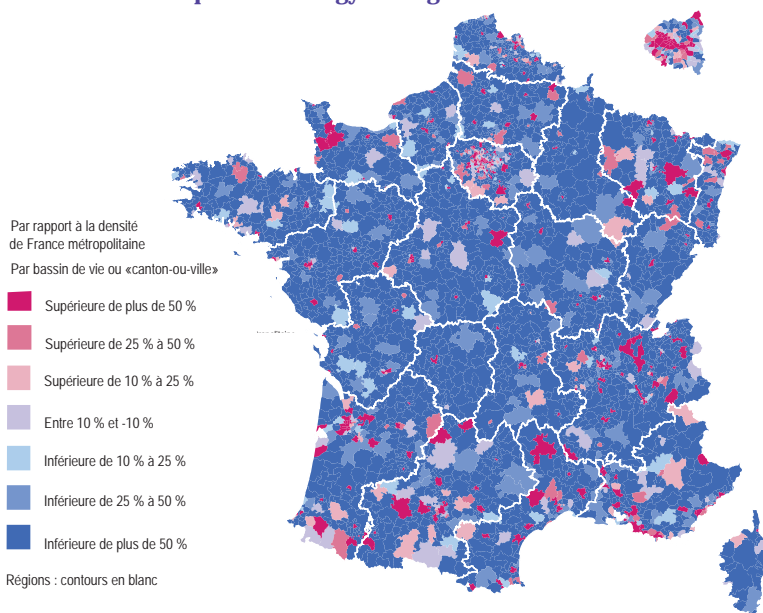 Par rapport à la densité
de France métropolitaine
Par bassin de vie ou «canton-ou-ville»
Supérieure de plus de 50 %
Supérieure de 25 % à 50 %
Supérieure de 10 % à 25 %
Entre 10 % et -10 %
Inférieure de 10 % à 25 %
Inférieure de 25 % à 50 %
Inférieure de plus de 50 %
Régions : contours en blanc